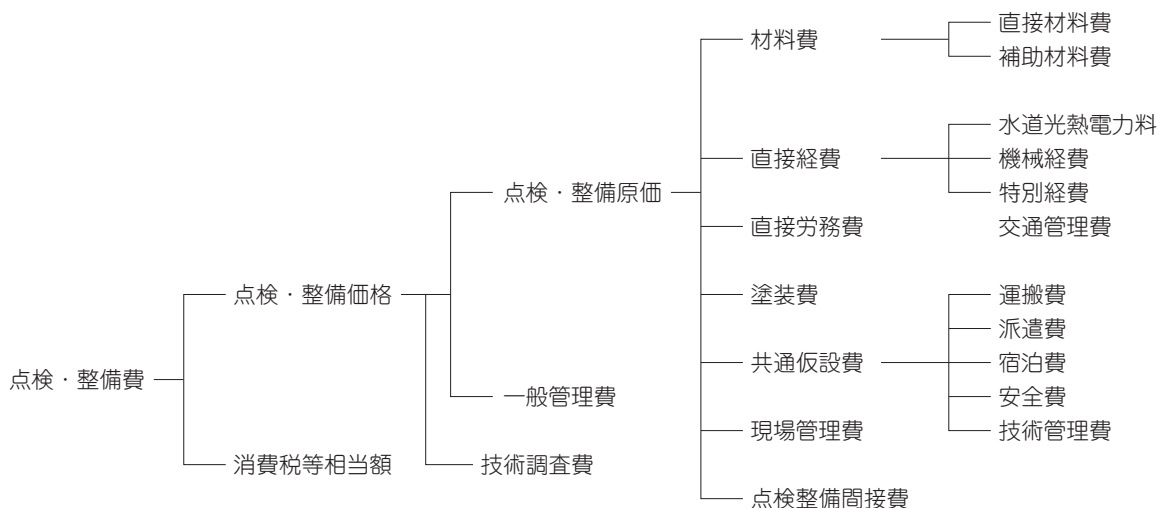 点検・整備費
点検・整備価格
消費税等相当額
点検・整備原価
一般管理費
技術調査費
材料費
直接材料費
補助材料費
直接経費
水道光熱電力料
機械経費
特別経費
直接労務費
交通管理費
塗装費
共通仮設費
運搬費
派遣費
宿泊費
安全費
技術管理費
現場管理費
点検整備間接費